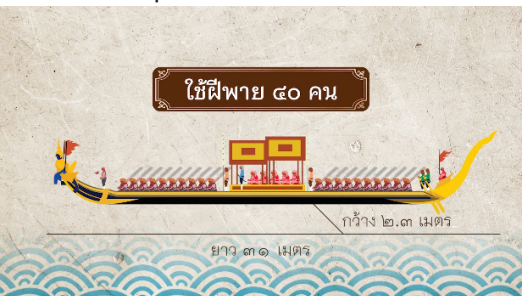 ใช้ฝีพาย ๔๐ คน
กว้าง ๒.๓ เมตร
ยาว ๓๑ เมตร